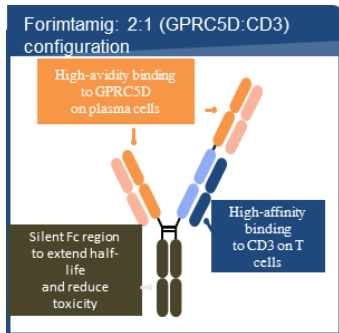 Forimtamig: 2:1 (GPRC5D:CD3)
configuration
High-avidity binding
to GPRC5D
on plasma cells
High-affinity
binding
to CD3 on T
cells
Silent Fc region
to extend half-
life
and reduce
toxicity